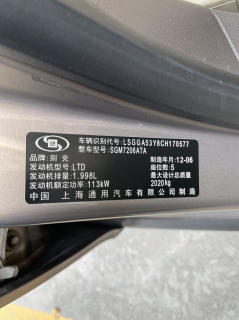 车辆识别代号: LSGGA53Y8CH170577
整车型号: SGM7206ATA
品牌: 别克 制造年月: 12-06
发动机型号: LTD 座位数: 5
发动机排量: 1.998L 最大设计总质量
发动机额定功率: 113kW 2020kg
中国 上海通用汽车有限公司制造